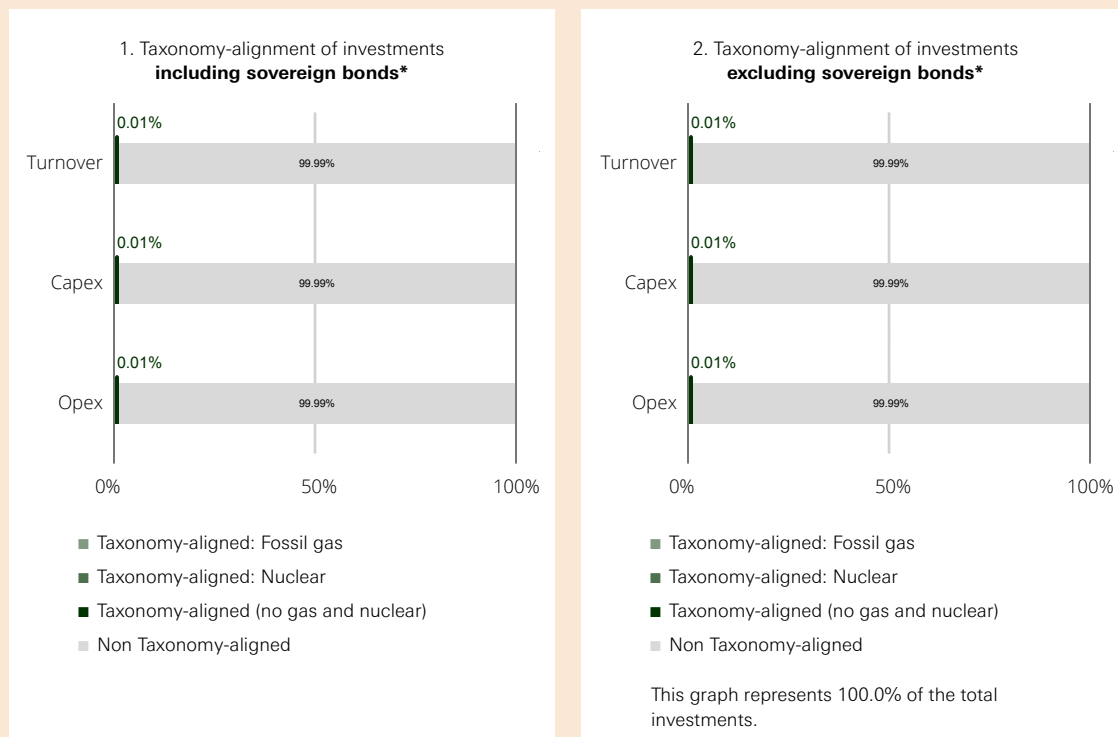 1. Taxonomy-alignment of investments
including sovereign bonds*
0.01%
Turnover
99.99%
0.01%
Capex
99.99%
0.01%
Opex
99.99%
0%
50%
100%
Taxonomy-aligned: Fossil gas
Taxonomy-aligned: Nuclear
Taxonomy-aligned (no gas and nuclear)
Non Taxonomy-aligned
2. Taxonomy-alignment of investments
excluding sovereign bonds*
0.01%
Turnover
99.99%
0.01%
Capex
99.99%
0.01%
Opex
99.99%
0%
50%
100%
Taxonomy-aligned: Fossil gas
Taxonomy-aligned: Nuclear
Taxonomy-aligned (no gas and nuclear)
Non Taxonomy-aligned
This graph represents 100.0% of the total
investments.